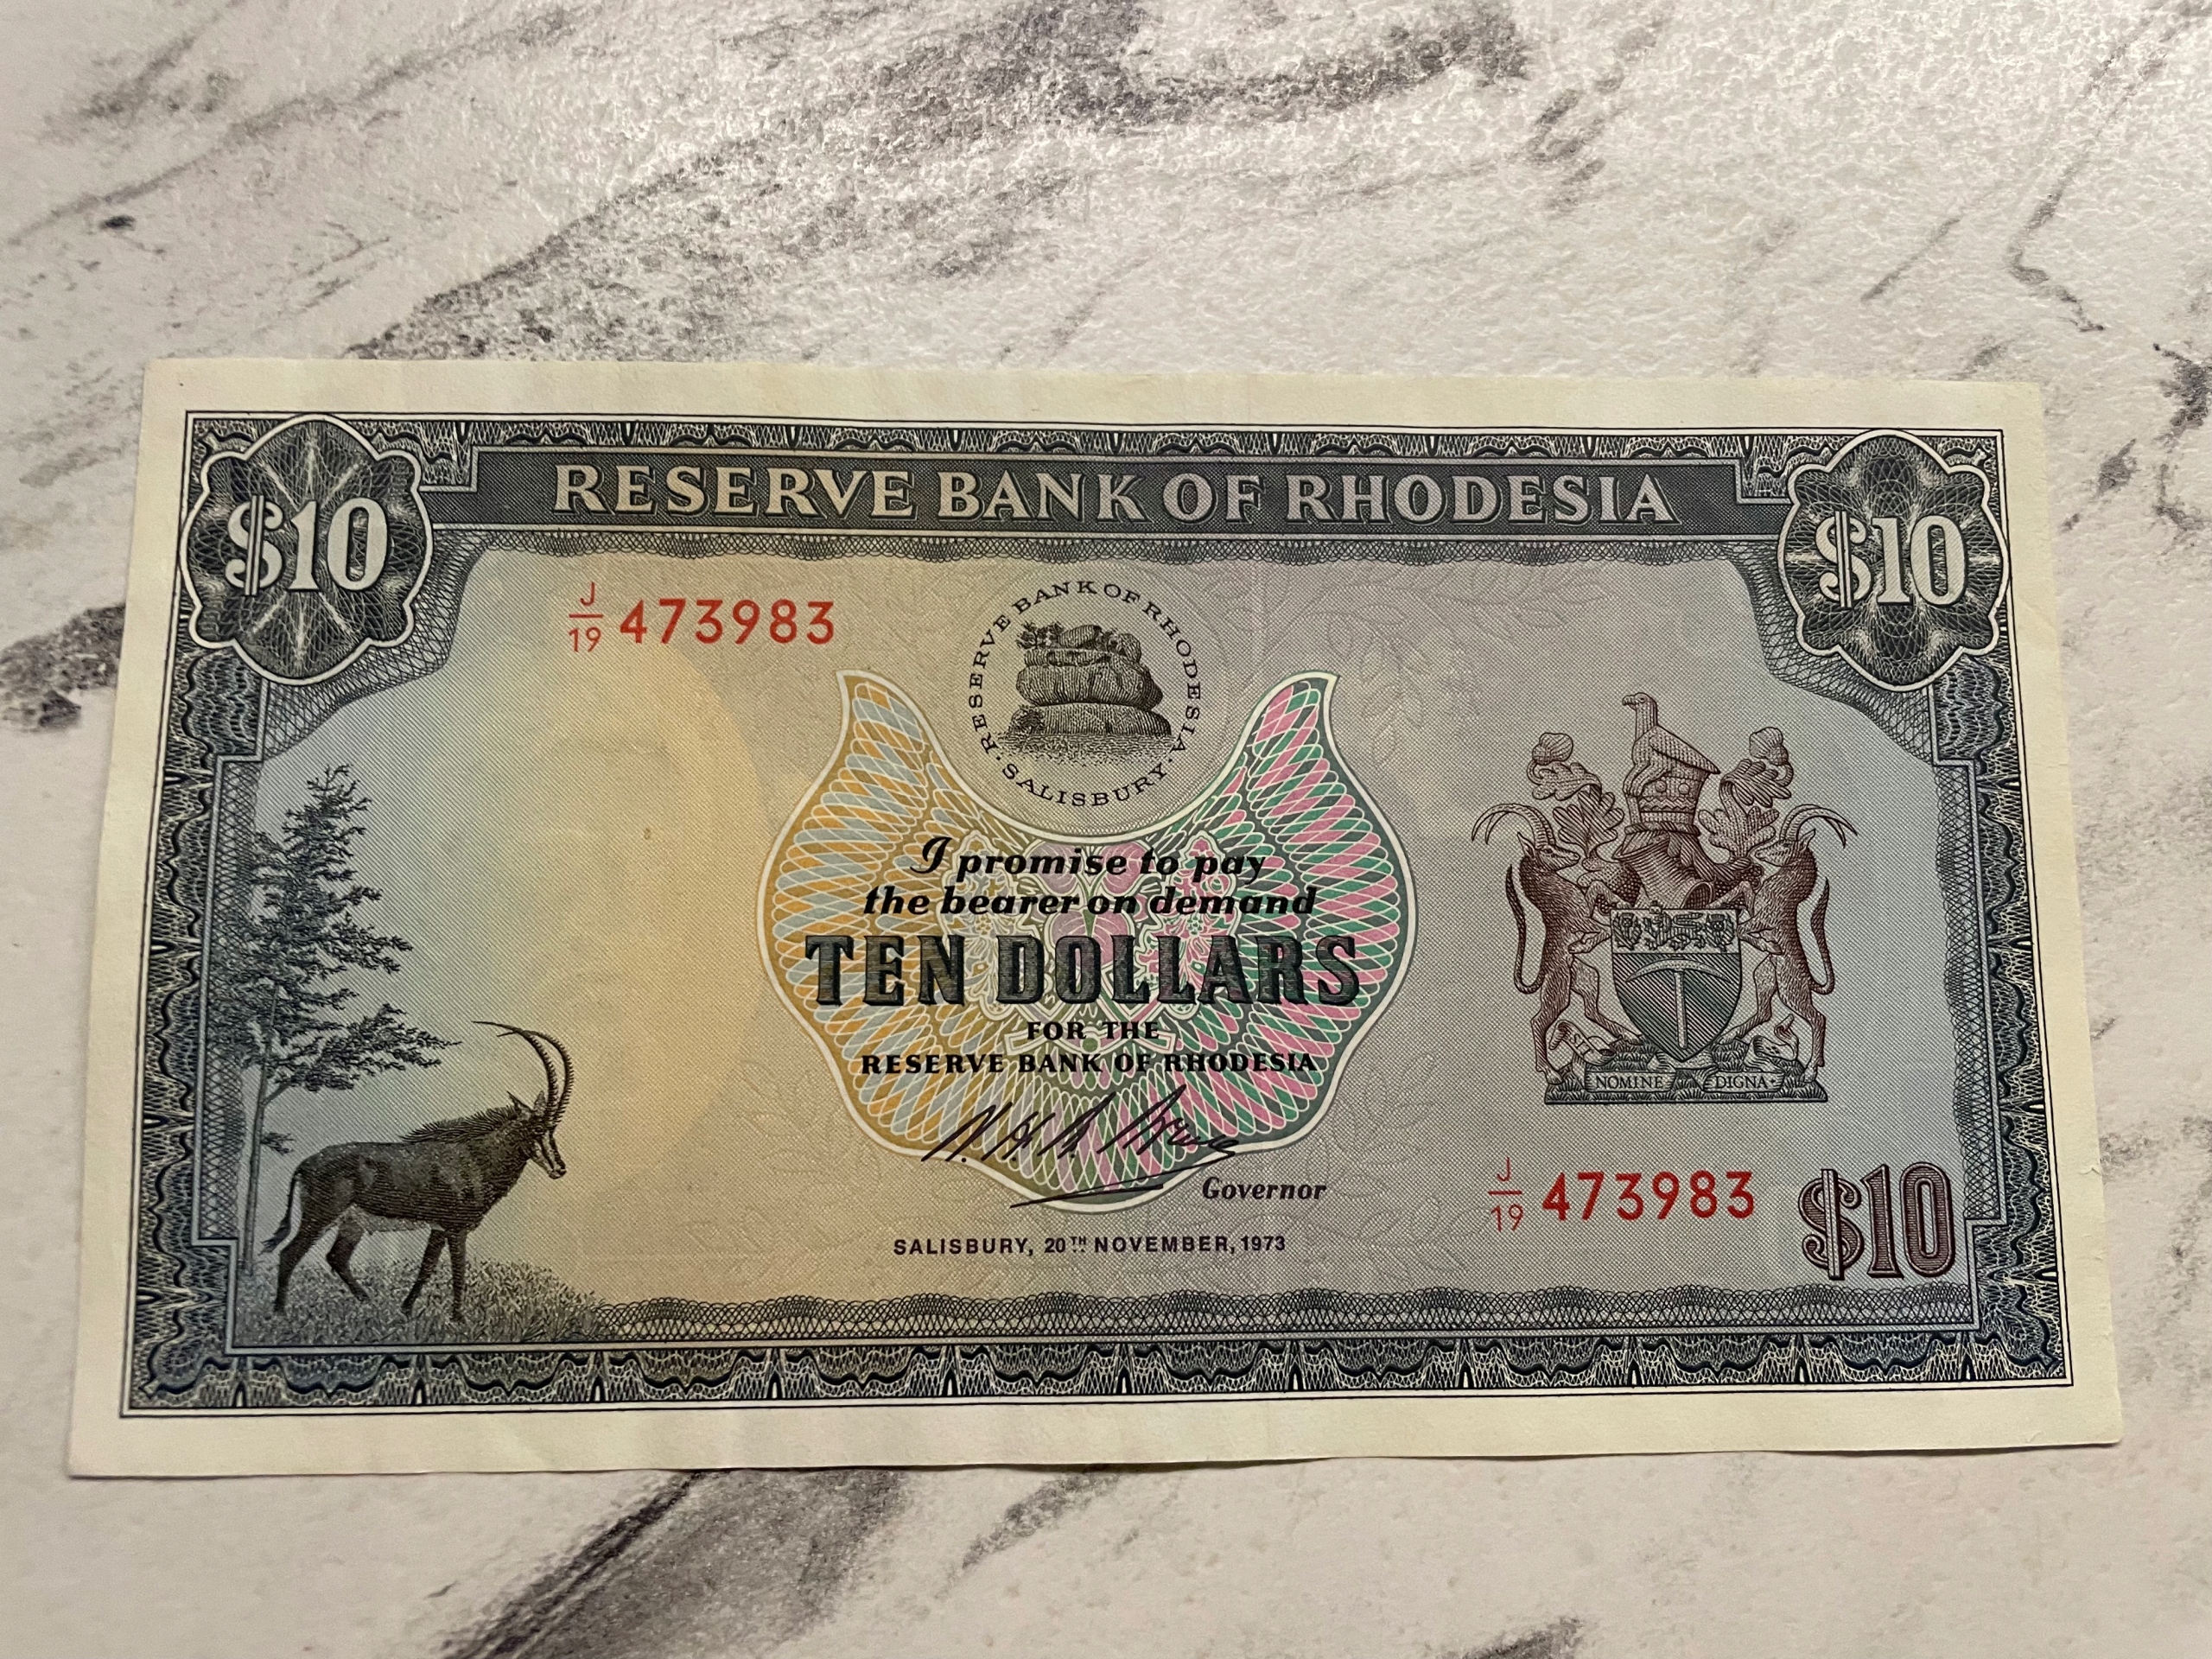 RESERVE BANK OF RHODESIA
$10
$10
J/19 473983
RESERVE BANK OF RHODESIA · SALISBURY ·
I promise to pay
the bearer on demand
TEN DOLLARS
FOR THE
RESERVE BANK OF RHODESIA
Governor
SALISBURY, 20TH NOVEMBER, 1973
NOMINE DIGNA
J/19 473983
$10